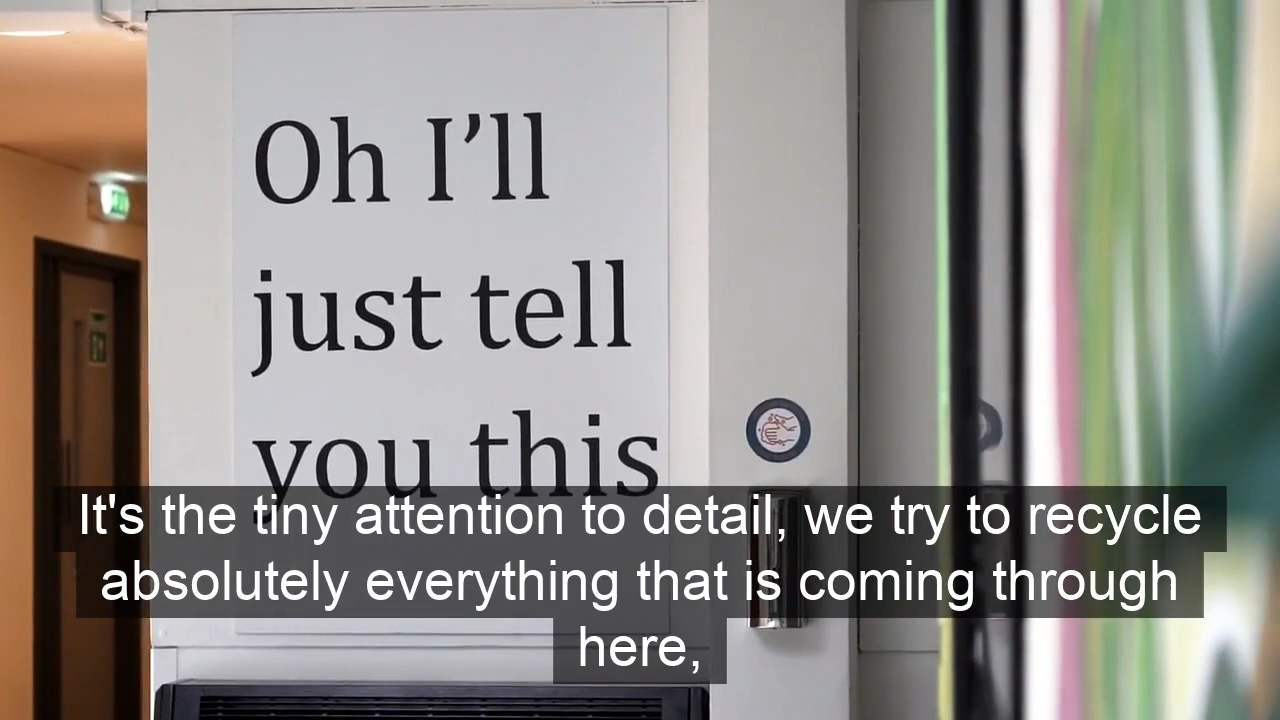 Oh I’ll
just tell
you this
It's the tiny attention to detail, we try to recycle
absolutely everything that is coming through
here,